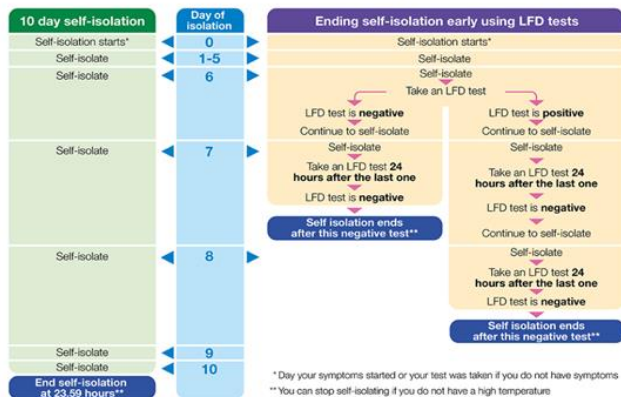 10 day self-isolation
Day of
isolation
Ending self-isolation early using LFD tests
Self-isolation starts*
0
Self-isolation starts*
Self-isolate
1-5
Self-isolate
Self-isolate
6
Self-isolate
Take an LFD test
LFD test is negative
LFD test is positive
Continue to self-isolate
Continue to self-isolate
Self-isolate
7
Self-isolate
Take an LFD test 24
hours after the last one
LFD test is negative
Self isolation ends
after this negative test**
Self-isolate
Take an LFD test 24
hours after the last one
LFD test is negative
Continue to self-isolate
Self-isolate
8
Self-isolate
Take an LFD test 24
hours after the last one
LFD test is negative
Self isolation ends
after this negative test**
Self-isolate
9
Self-isolate
10
End self-isolation
at 23.59 hours**
* Day your symptoms started or your test was taken if you do not have symptoms
** You can stop self-isolating if you do not have a high temperature